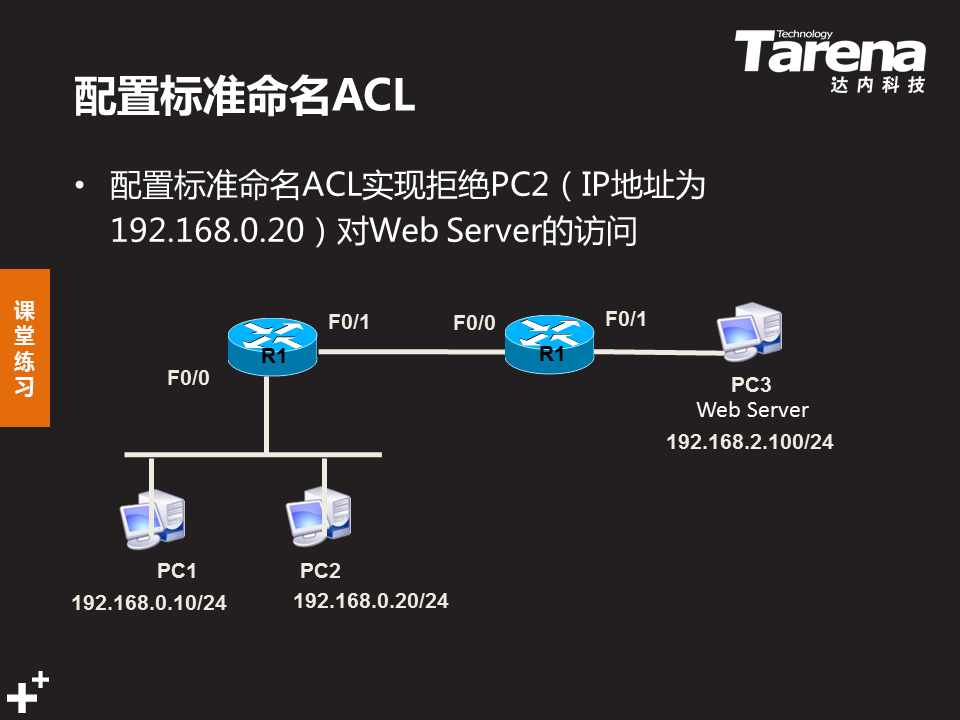 Technology
Tarena
达内科技
配置标准命名ACL
• 配置标准命名ACL实现拒绝PC2（IP地址为
192.168.0.20）对Web Server的访问
课
堂
练
习
F0/1
F0/0
F0/1
R1
R1
F0/0
PC3
Web Server
192.168.2.100/24
PC1
PC2
192.168.0.10/24
192.168.0.20/24